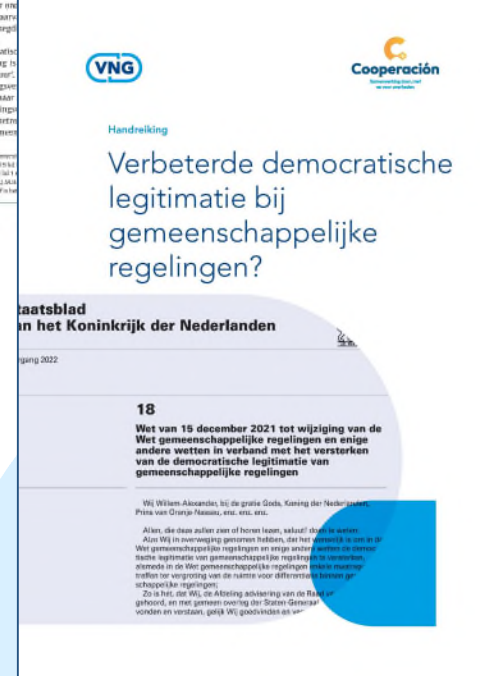 VNG
Cooperación
Samenwerking door, met
en voor overheden
Handreiking
Verbeterde democratische
legitimatie bij
gemeenschappelijke
regelingen?
taatsblad
an het Koninkrijk der Nederlanden
rgang 2022
18
Wet van 15 december 2021 tot wijziging van de
Wet gemeenschappelijke regelingen en enige
andere wetten in verband met het versterken
van de democratische legitimatie van
gemeenschappelijke regelingen
Wij Willem-Alexander, bij de gratie Gods, Koning der Nederlanden,
Prins van Oranje-Nassau, enz. enz. enz.
Allen, die deze zullen zien of horen lezen, saluut! doen te weten:
Alzo Wij in overweging genomen hebben, dat het wenselijk is om in de
Wet gemeenschappelijke regelingen en enige andere wetten de democ
tische legitimatie van gemeenschappelijke regelingen te versterken,
alsmede in de Wet gemeenschappelijke regelingen enkele
treffen ter vergroting van de ruimte voor differentiatie binnen
schappelijke regelingen;
Zo is het, dat Wij, de Afdeling advisering van de Raad
gehoord, en met gemeen overleg der Staten-Generaal
vonden en verstaan, gelijk Wij goedvinden en